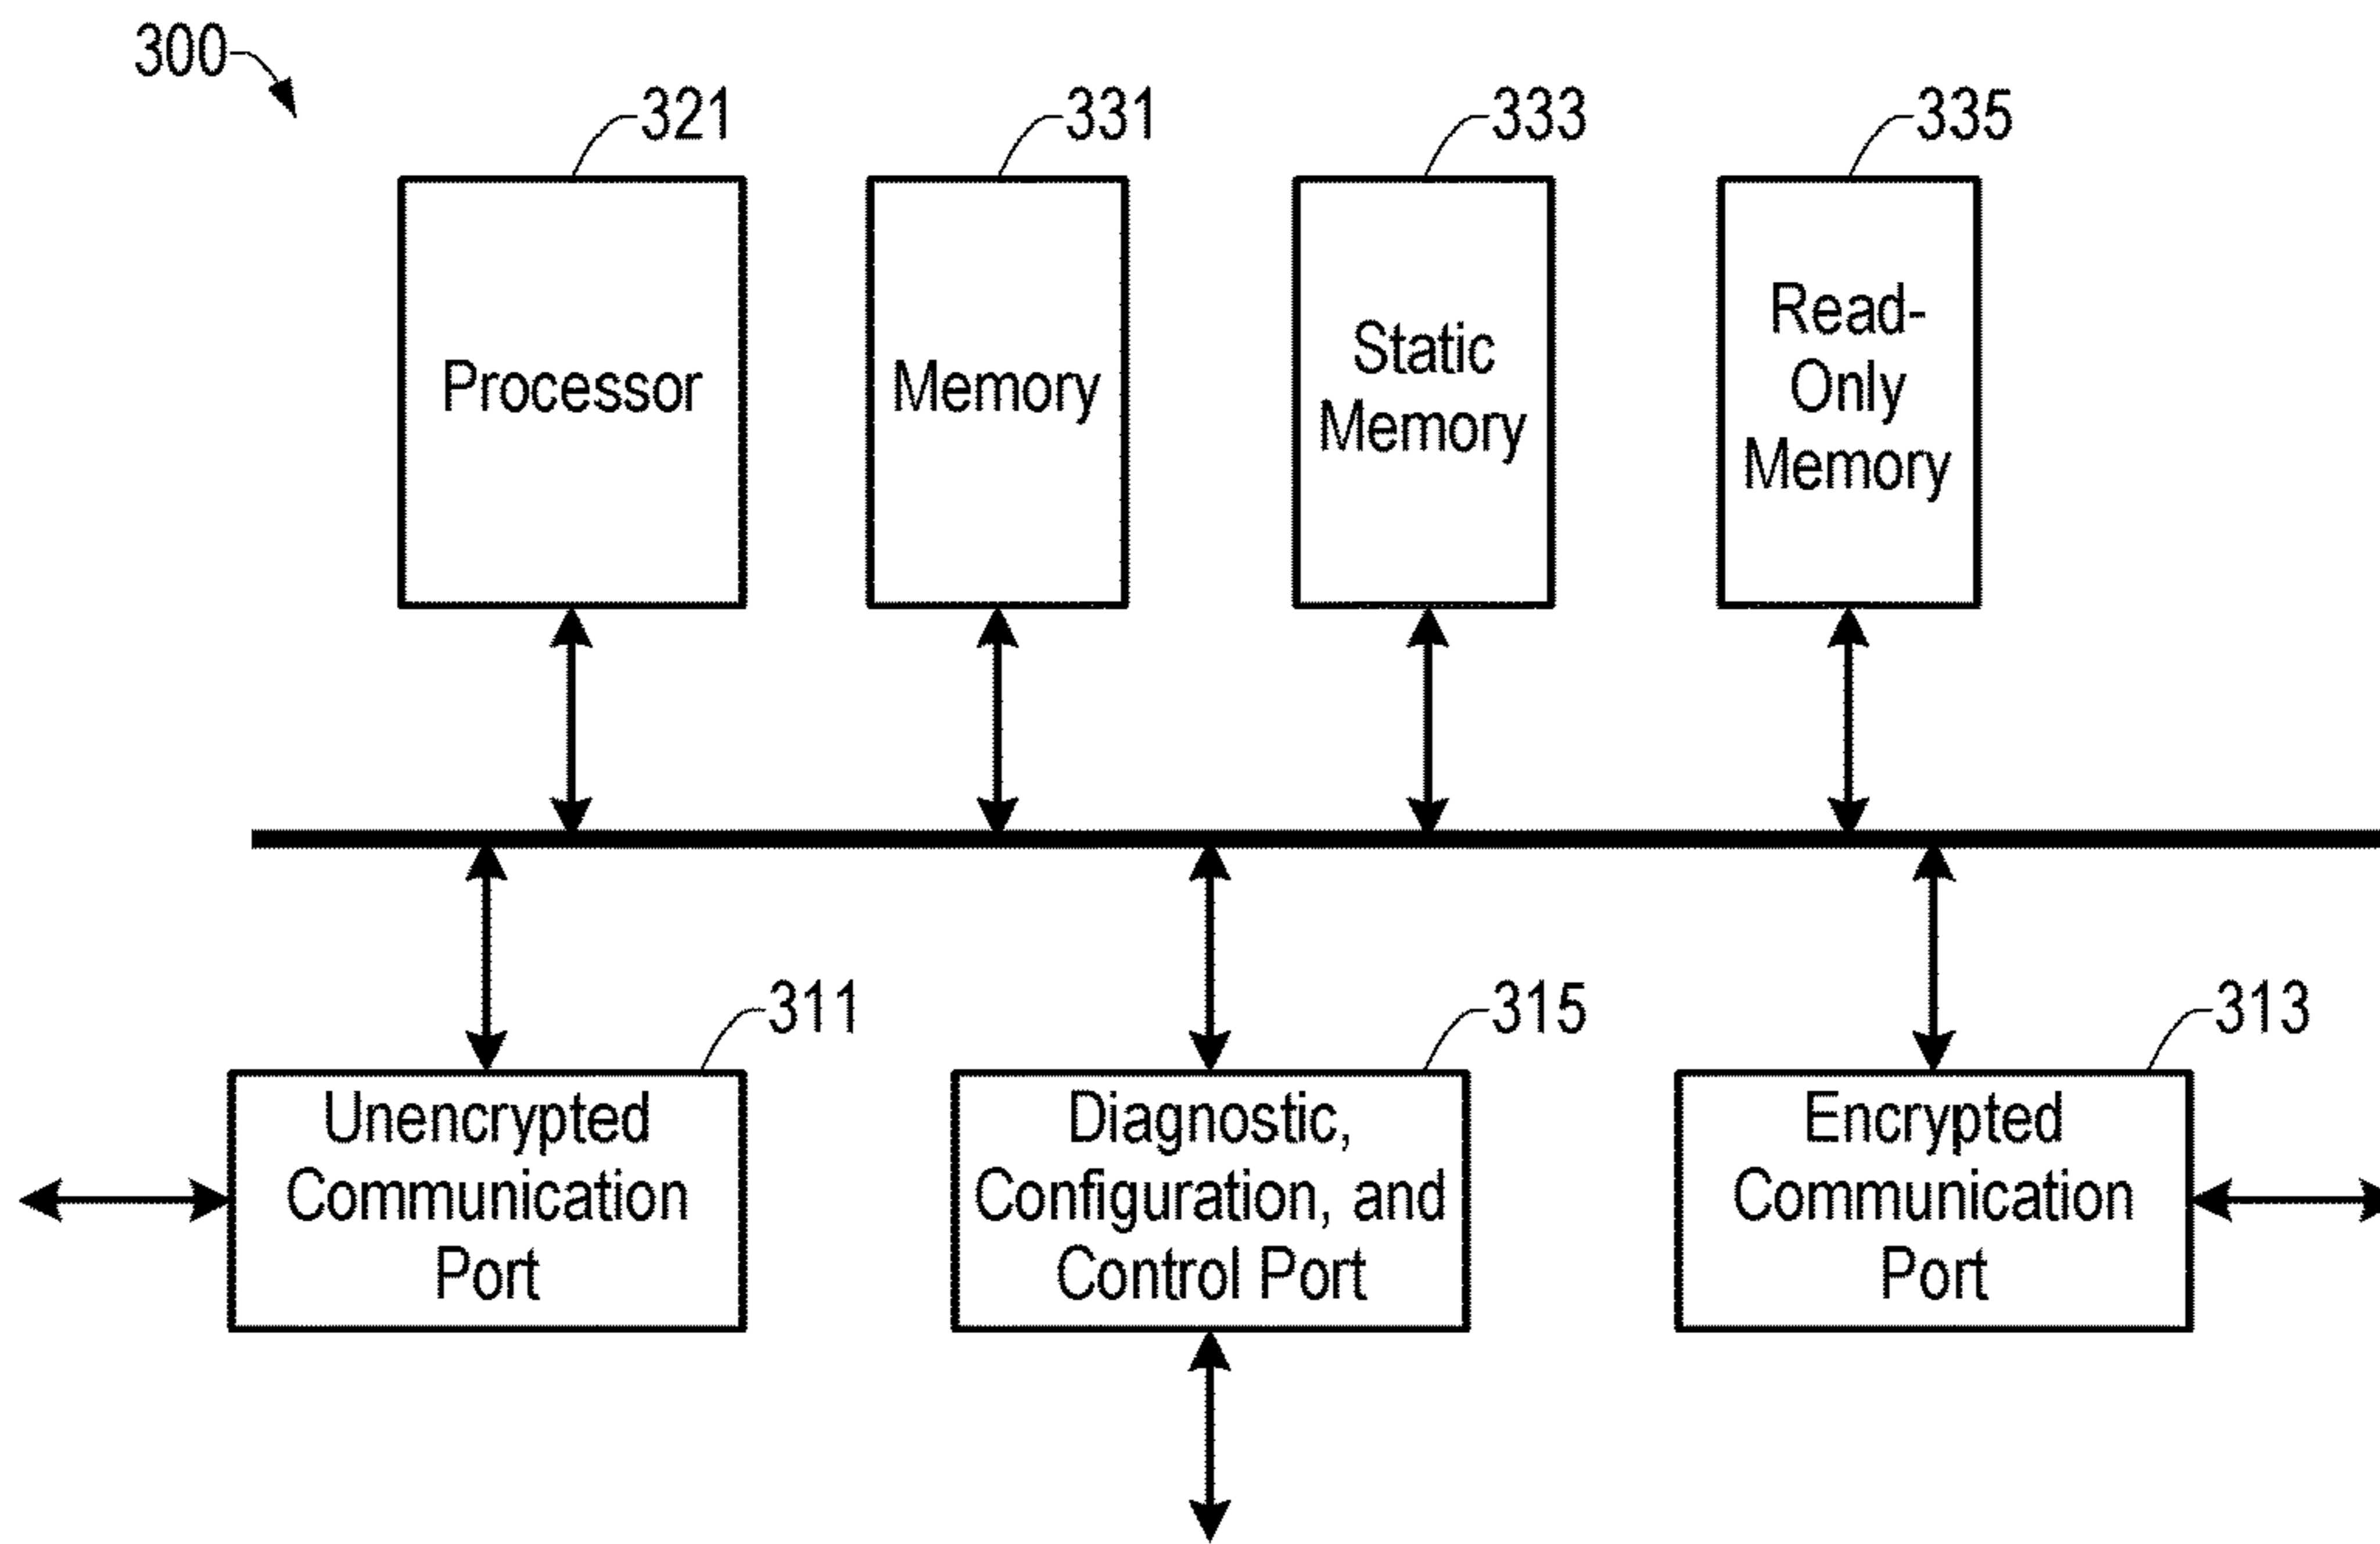 300
321
331
333
335
Processor
Memory
Static
Memory
Read-
Only
Memory
311
315
313
Unencrypted
Communication
Port
Diagnostic,
Configuration, and
Control Port
Encrypted
Communication
Port